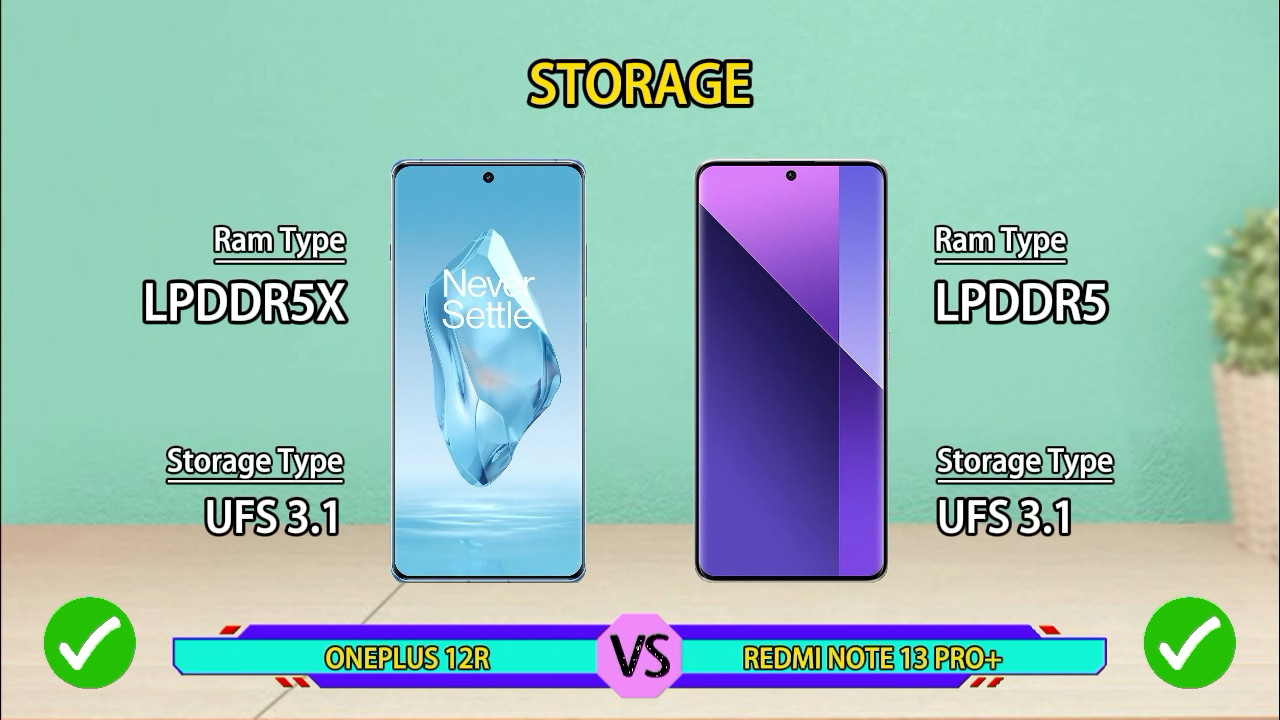 STORAGE
Ram Type
LPDDR5X
Storage Type
UFS 3.1
Never
Settle
Ram Type
LPDDR5
Storage Type
UFS 3.1
ONEPLUS 12R
VS
REDMI NOTE 13 PRO+